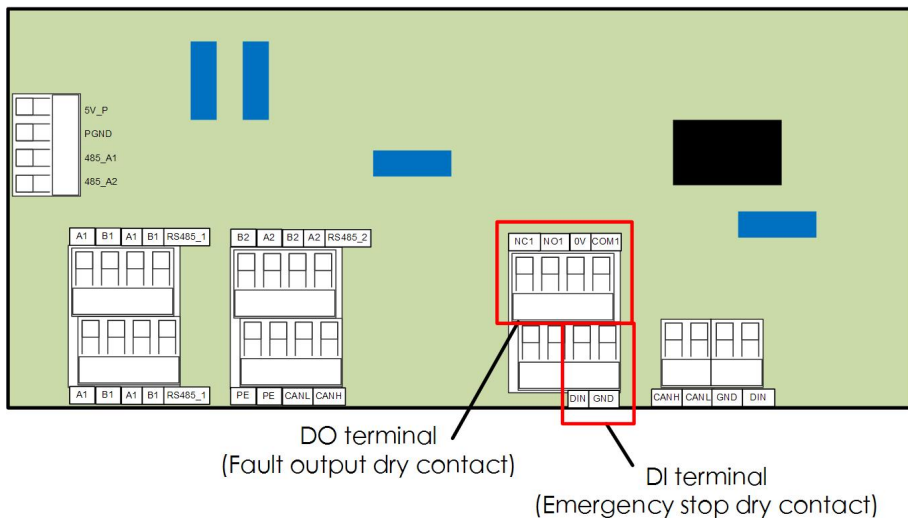 5V_P
PGND
485_A1
485_A2
A1 B1 A1 B1 RS485_1
B2 A2 B2 A2 RS485_2
NC1 NO1 0V COM1
A1 B1 A1 B1 RS485_1
PE PE CANL CANH
DIN GND
CANH CANL GND DIN
DO terminal
(Fault output dry contact)
DI terminal
(Emergency stop dry contact)